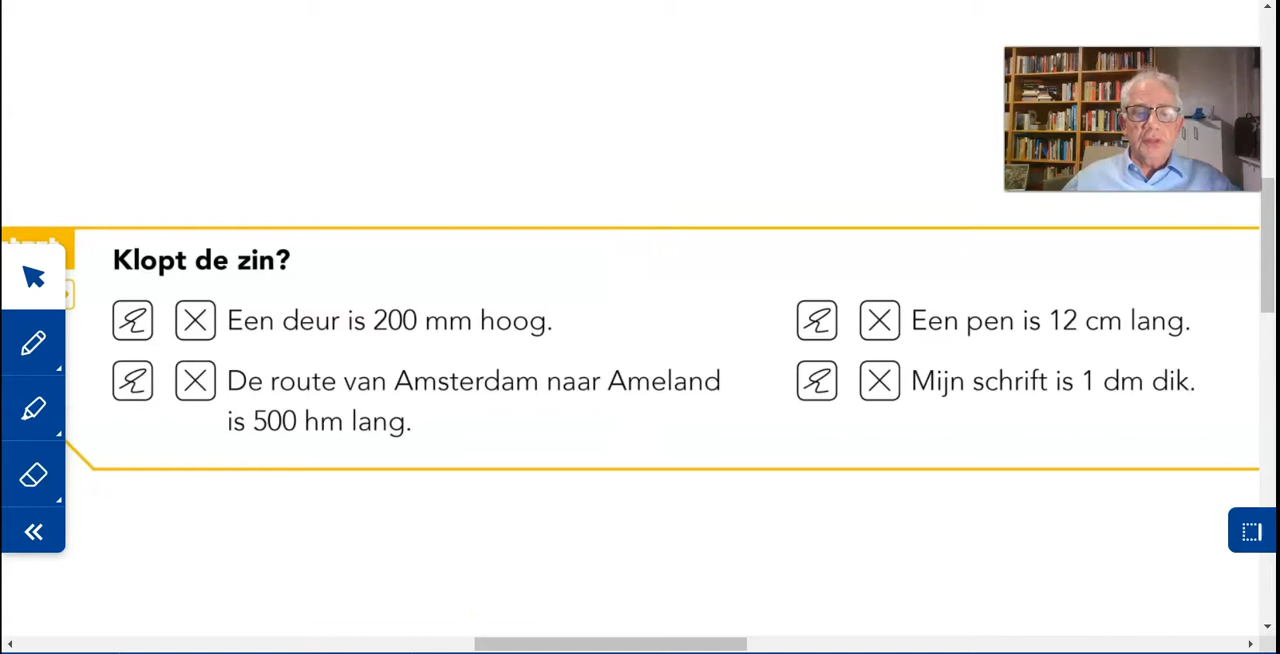 Klopt de zin?
Een deur is 200 mm hoog.
De route van Amsterdam naar Ameland
is 500 hm lang.
Een pen is 12 cm lang.
Mijn schrift is 1 dm dik.